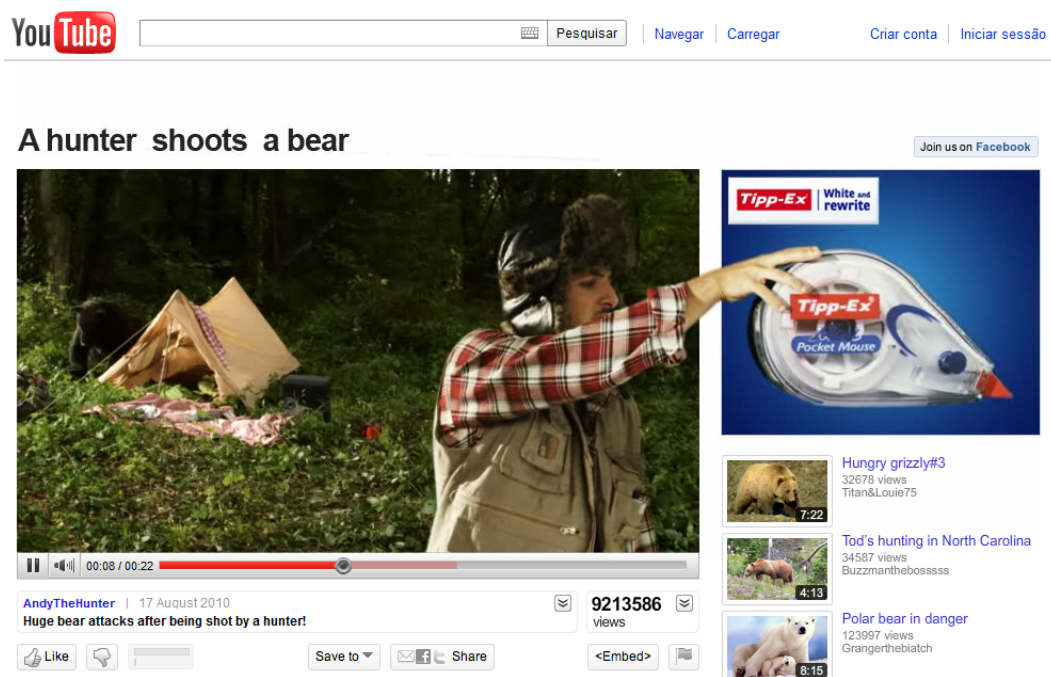 YouTube
Pesquisar
Navegar
Carregar
Criar conta
Iniciar sessão
A hunter shoots a bear
Join us on Facebook
Tipp-Ex White and rewrite
Tipp-Ex®
Pocket Mouse
00:08 / 00:22
AndyTheHunter | 17 August 2010
Huge bear attacks after being shot by a hunter!
9213586
views
Like
Save to
Share
<Embed>
Hungry grizzly#3
32678 views
Titan&Louie75
7:22
Tod's hunting in North Carolina
34587 views
Buzzmanthebosssss
4:13
Polar bear in danger
123997 views
Grangerthebiatch
8:15